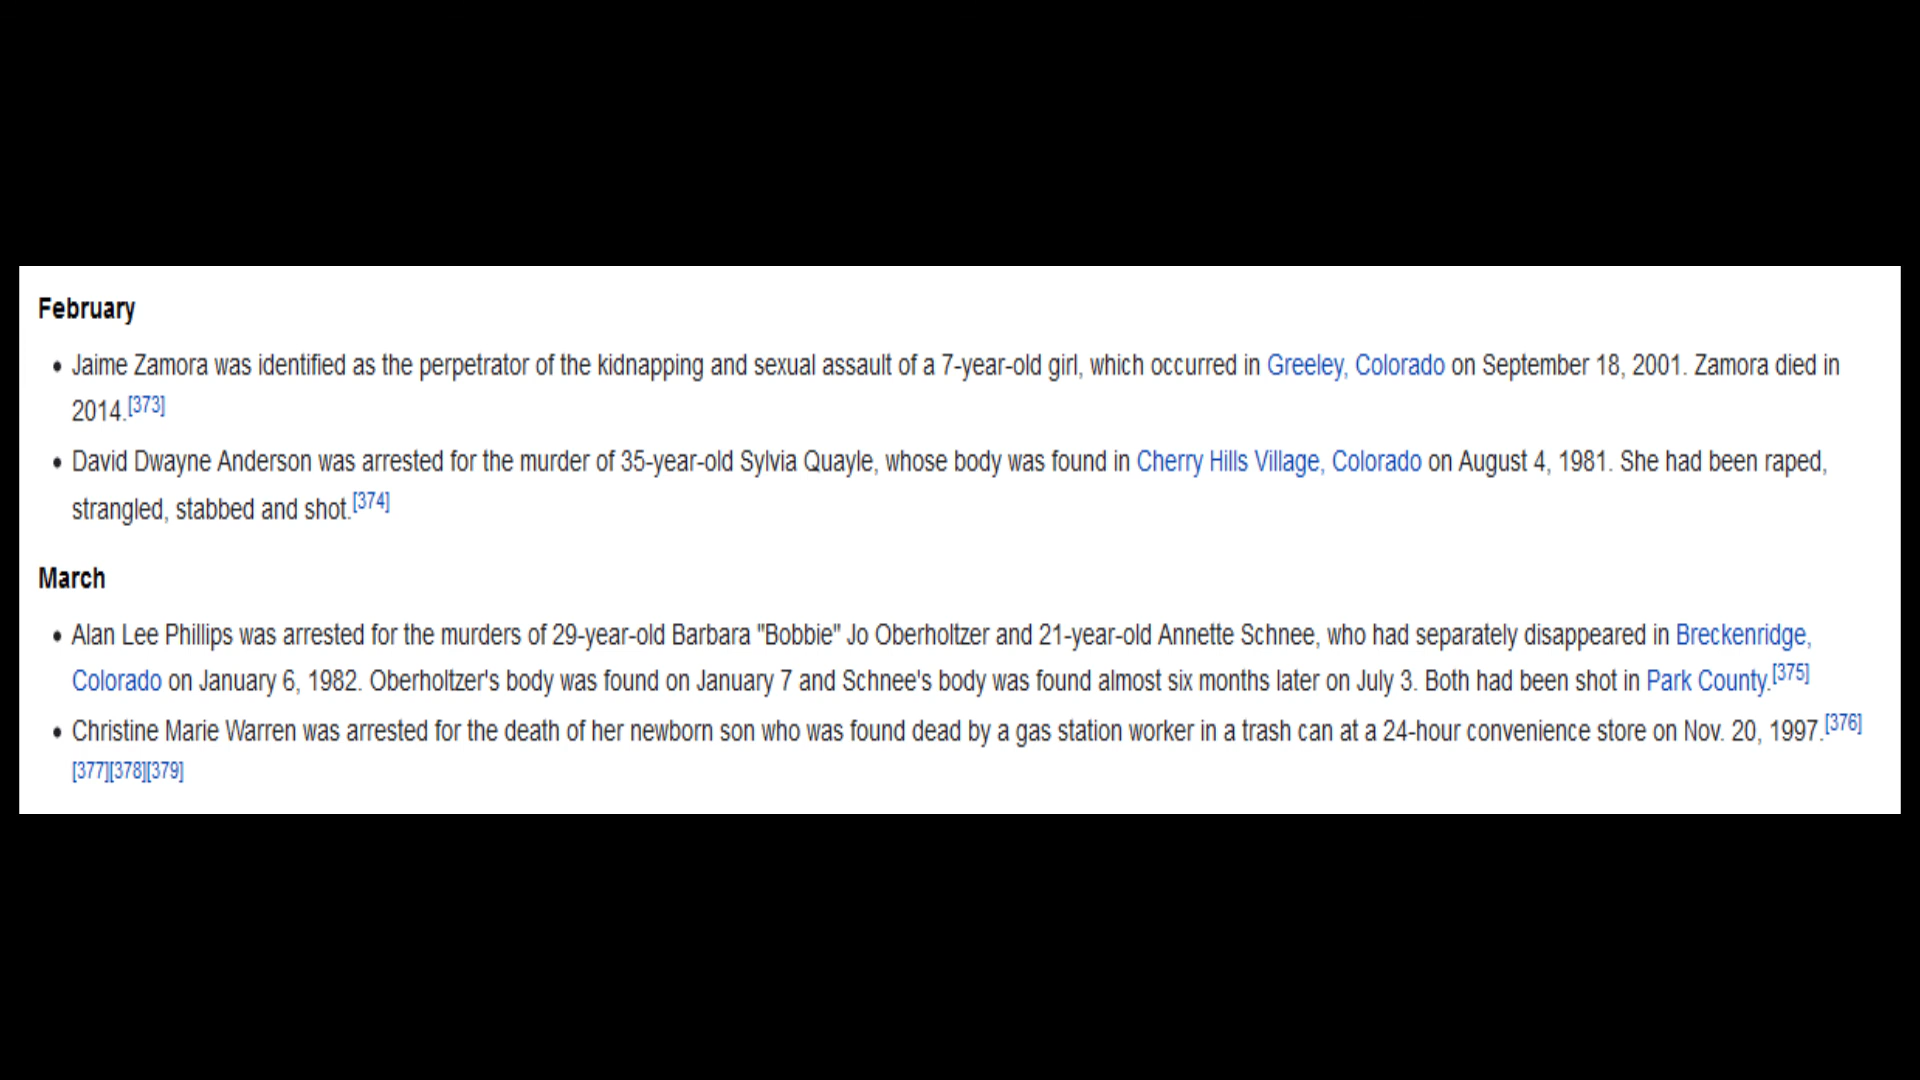 February
• Jaime Zamora was identified as the perpetrator of the kidnapping and sexual assault of a 7-year-old girl, which occurred in Greeley, Colorado on September 18, 2001. Zamora died in
2014.[373]
• David Dwayne Anderson was arrested for the murder of 35-year-old Sylvia Quayle, whose body was found in Cherry Hills Village, Colorado on August 4, 1981. She had been raped,
strangled, stabbed and shot.[374]
March
• Alan Lee Phillips was arrested for the murders of 29-year-old Barbara "Bobbie" Jo Oberholtzer and 21-year-old Annette Schnee, who had separately disappeared in Breckenridge,
Colorado on January 6, 1982. Oberholtzer's body was found on January 7 and Schnee's body was found almost six months later on July 3. Both had been shot in Park County.[375]
• Christine Marie Warren was arrested for the death of her newborn son who was found dead by a gas station worker in a trash can at a 24-hour convenience store on Nov. 20, 1997.[376]
[377][378][379]